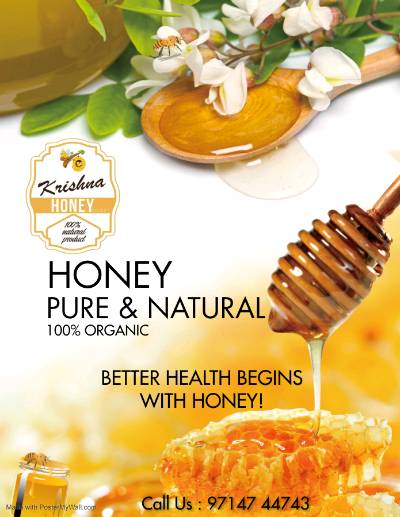 Krishna
HONEY
100%
natural
product
HONEY
PURE & NATURAL
100% ORGANIC
BETTER HEALTH BEGINS
WITH HONEY!
Made with PosterMyWall.com
Call Us : 97147 44743